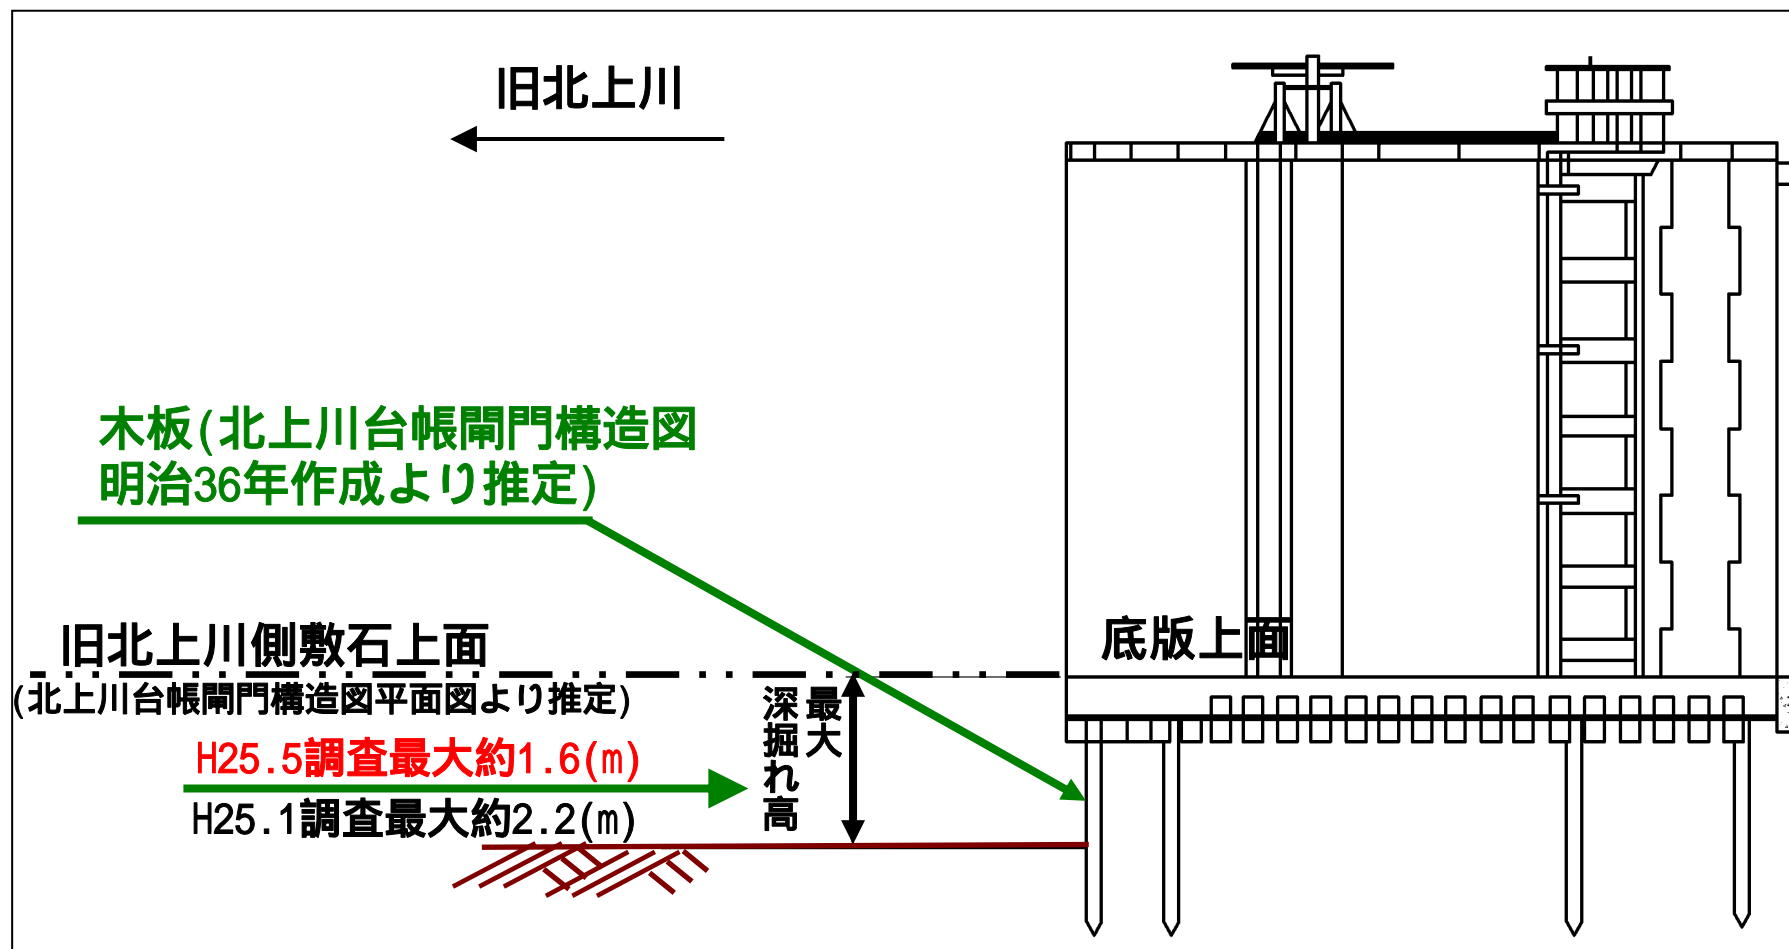 旧北上川
木板(北上川台帳閘門構造図
明治36年作成より推定)
旧北上川側敷石上面
(北上川台帳閘門構造図平面図より推定)
底版上面
最大
深掘れ高
H25.5調査最大約1.6(m)
H25.1調査最大約2.2(m)